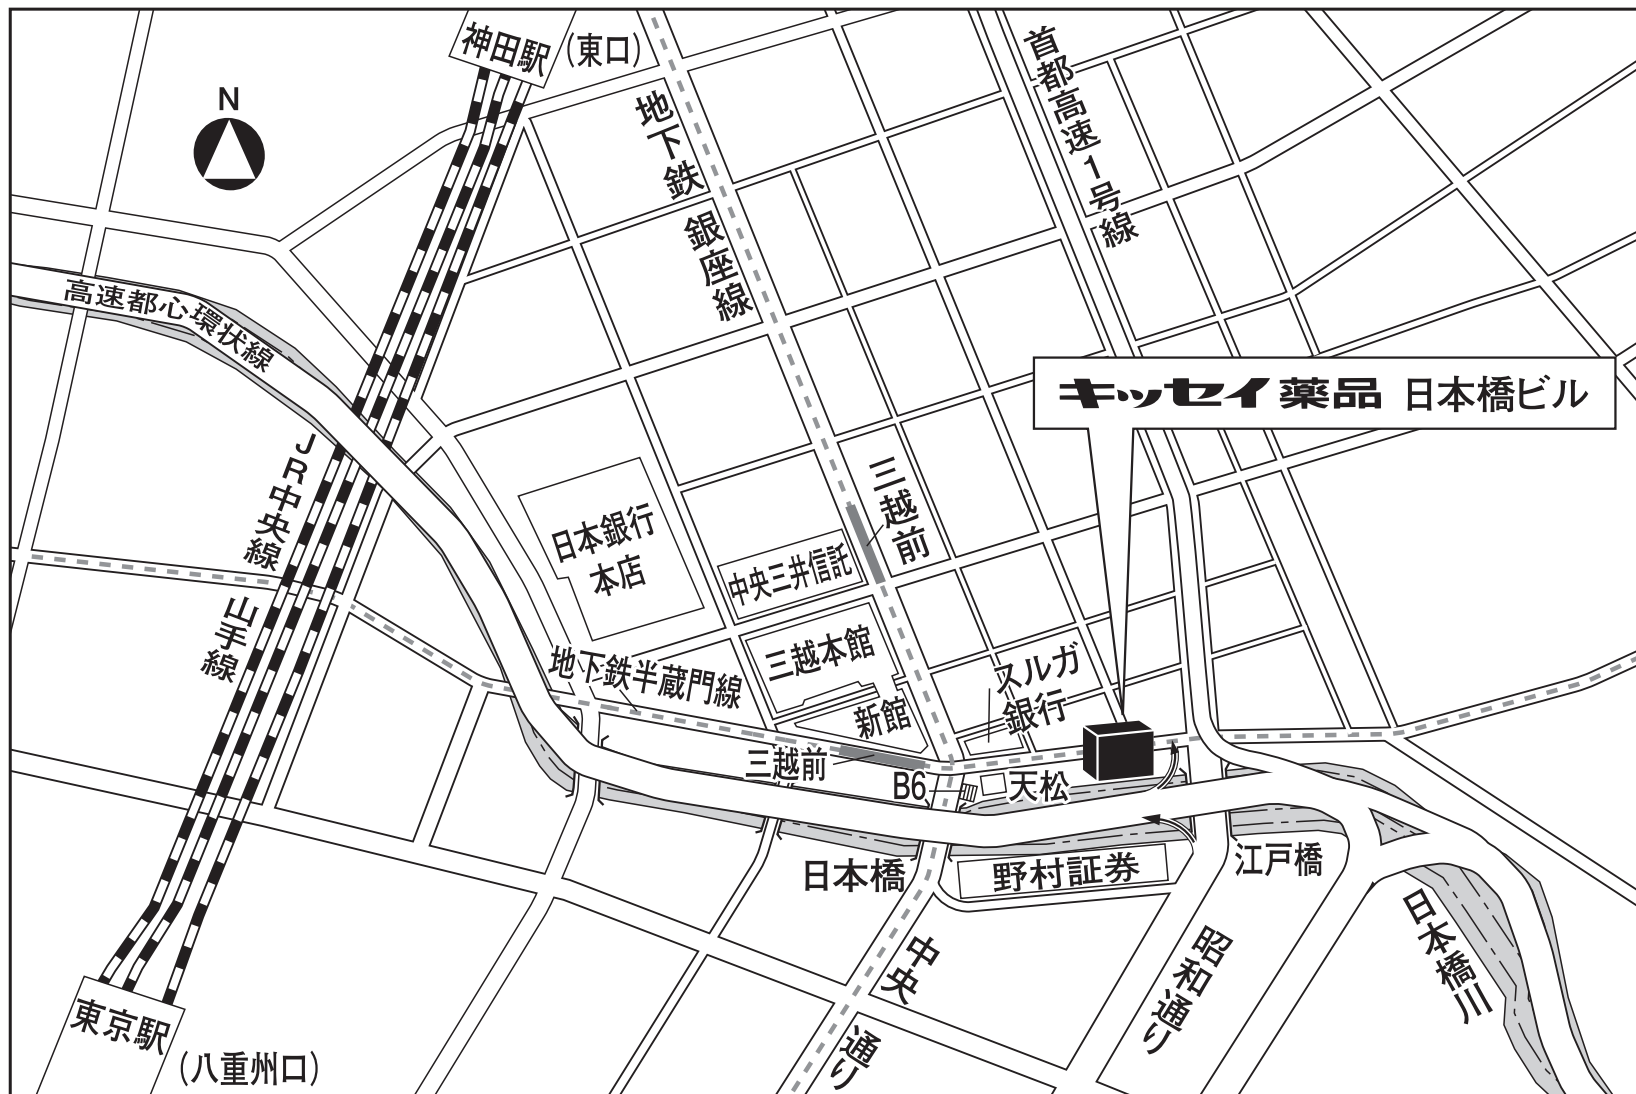 神田駅
(東口)
N
地下鉄
銀座線
首都高速1号線
高速都心環状線
キッセイ薬品 日本橋ビル
JR中央線
山手線
日本銀行
本店
中央三井信託
三越前
三越本館
新館
地下鉄半蔵門線
スルガ
銀行
三越前
B6
天松
日本橋
野村証券
江戸橋
中央
通り
昭和通り
日本橋川
東京駅
(八重州口)